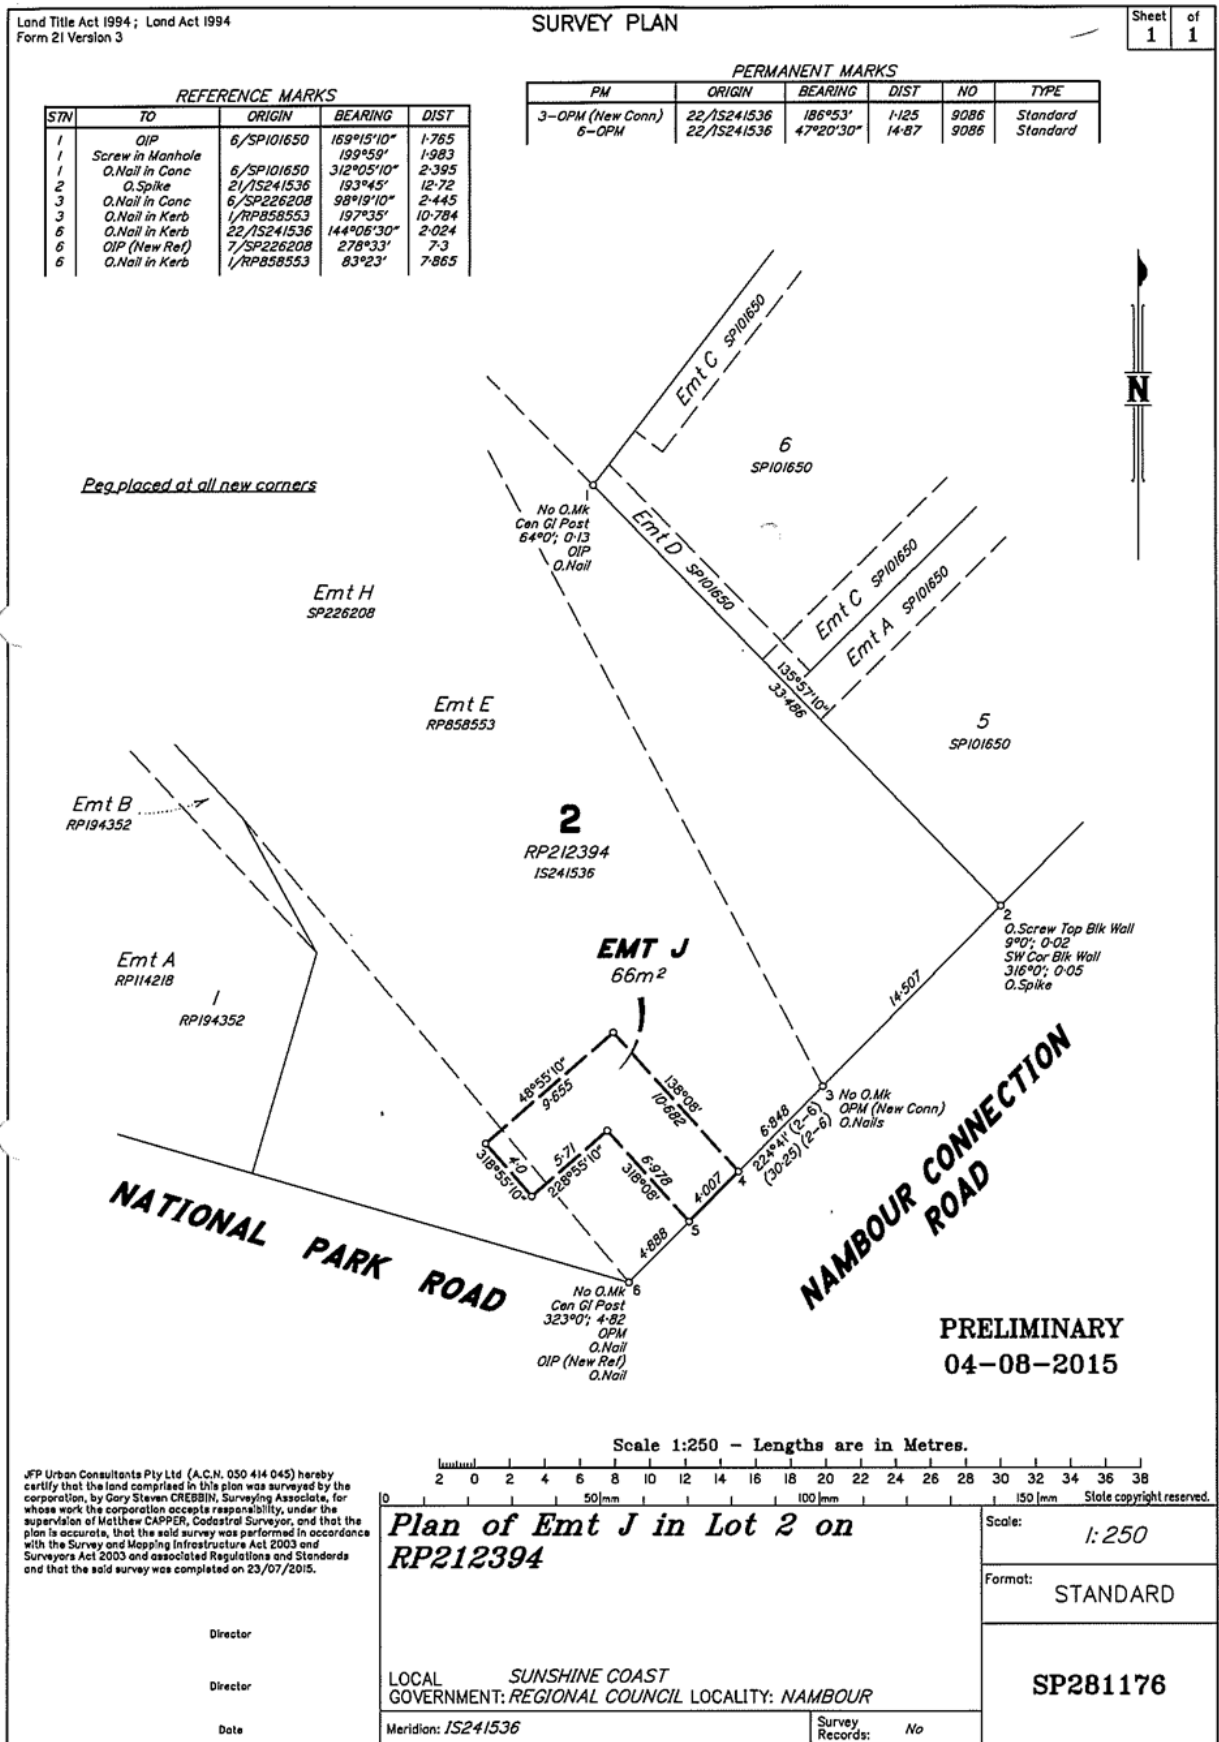 Land Title Act 1994 ; Land Act 1994
Form 21 Version 3
SURVEY PLAN
Sheet of
1 1
REFERENCE MARKS
STN TO ORIGIN BEARING DIST
1 OIP 6/SP101650 169°15'10" 1·765
1 Screw in Manhole 199°59' 1·983
1 O.Nail in Conc 6/SP101650 312°05'10" 2·395
2 O.Spike 21/IS241536 193°45' 12·72
3 O.Nail in Conc 6/SP226208 98°19'10" 2·445
3 O.Nail in Kerb 1/RP858553 197°35' 10·784
6 O.Nail in Kerb 22/IS241536 144°06'30" 2·024
6 OIP (New Ref) 7/SP226208 278°33' 7·3
6 O.Nail in Kerb 1/RP858553 83°23' 7·865
PERMANENT MARKS
PM ORIGIN BEARING DIST NO TYPE
3-OPM (New Conn) 22/IS241536 186°53' 1·125 9086 Standard
6-OPM 22/IS241536 47°20'30" 14·87 9086 Standard
N
Emt C SP101650
6
SP101650
Peg placed at all new corners
1
No O.Mk
Cen GI Post
64°0'; 0·13
OIP
O.Nail
Emt D SP101650
Emt C SP101650
Emt A SP101650
Emt H
SP226208
135°57'10"
33·486
Emt E
RP858553
5
SP101650
Emt B
RP194352
2
RP212394
IS241536
2
O.Screw Top Blk Wall
9°0'; 0·02
SW Cor Blk Wall
316°0'; 0·05
O.Spike
Emt A
RP114218
1
RP194352
EMT J
66m²
14·507
48°55'10"
9·655
138°08'
10·682
3 No O.Mk
OPM (New Conn)
O.Nails
6·848
224°41' (2-6)
(30·25) (2-6)
4·0
318°55'10"
5·71
228°55'10"
6·978
318°08'
4·007
4
5
4·888
NATIONAL PARK ROAD
NAMBOUR CONNECTION
ROAD
No O.Mk 6
Cen GI Post
323°0'; 4·82
OPM
O.Nail
OIP (New Ref)
O.Nail
PRELIMINARY
04-08-2015
Scale 1:250 - Lengths are in Metres.
2 0 2 4 6 8 10 12 14 16 18 20 22 24 26 28 30 32 34 36 38
0 50 mm 100 mm 150 mm State copyright reserved.
JFP Urban Consultants Pty Ltd (A.C.N. 050 414 045) hereby
certify that the land comprised in this plan was surveyed by the
corporation, by Gary Steven CREBBIN, Surveying Associate, for
whose work the corporation accepts responsibility, under the
supervision of Matthew CAPPER, Cadastral Surveyor, and that the
plan is accurate, that the said survey was performed in accordance
with the Survey and Mapping Infrastructure Act 2003 and
Surveyors Act 2003 and associated Regulations and Standards
and that the said survey was completed on 23/07/2015.
Director
Director
Date
Plan of Emt J in Lot 2 on
RP212394
Scale:
1: 250
Format:
STANDARD
LOCAL SUNSHINE COAST
GOVERNMENT: REGIONAL COUNCIL LOCALITY: NAMBOUR
SP281176
Meridian: IS241536
Survey
Records: No